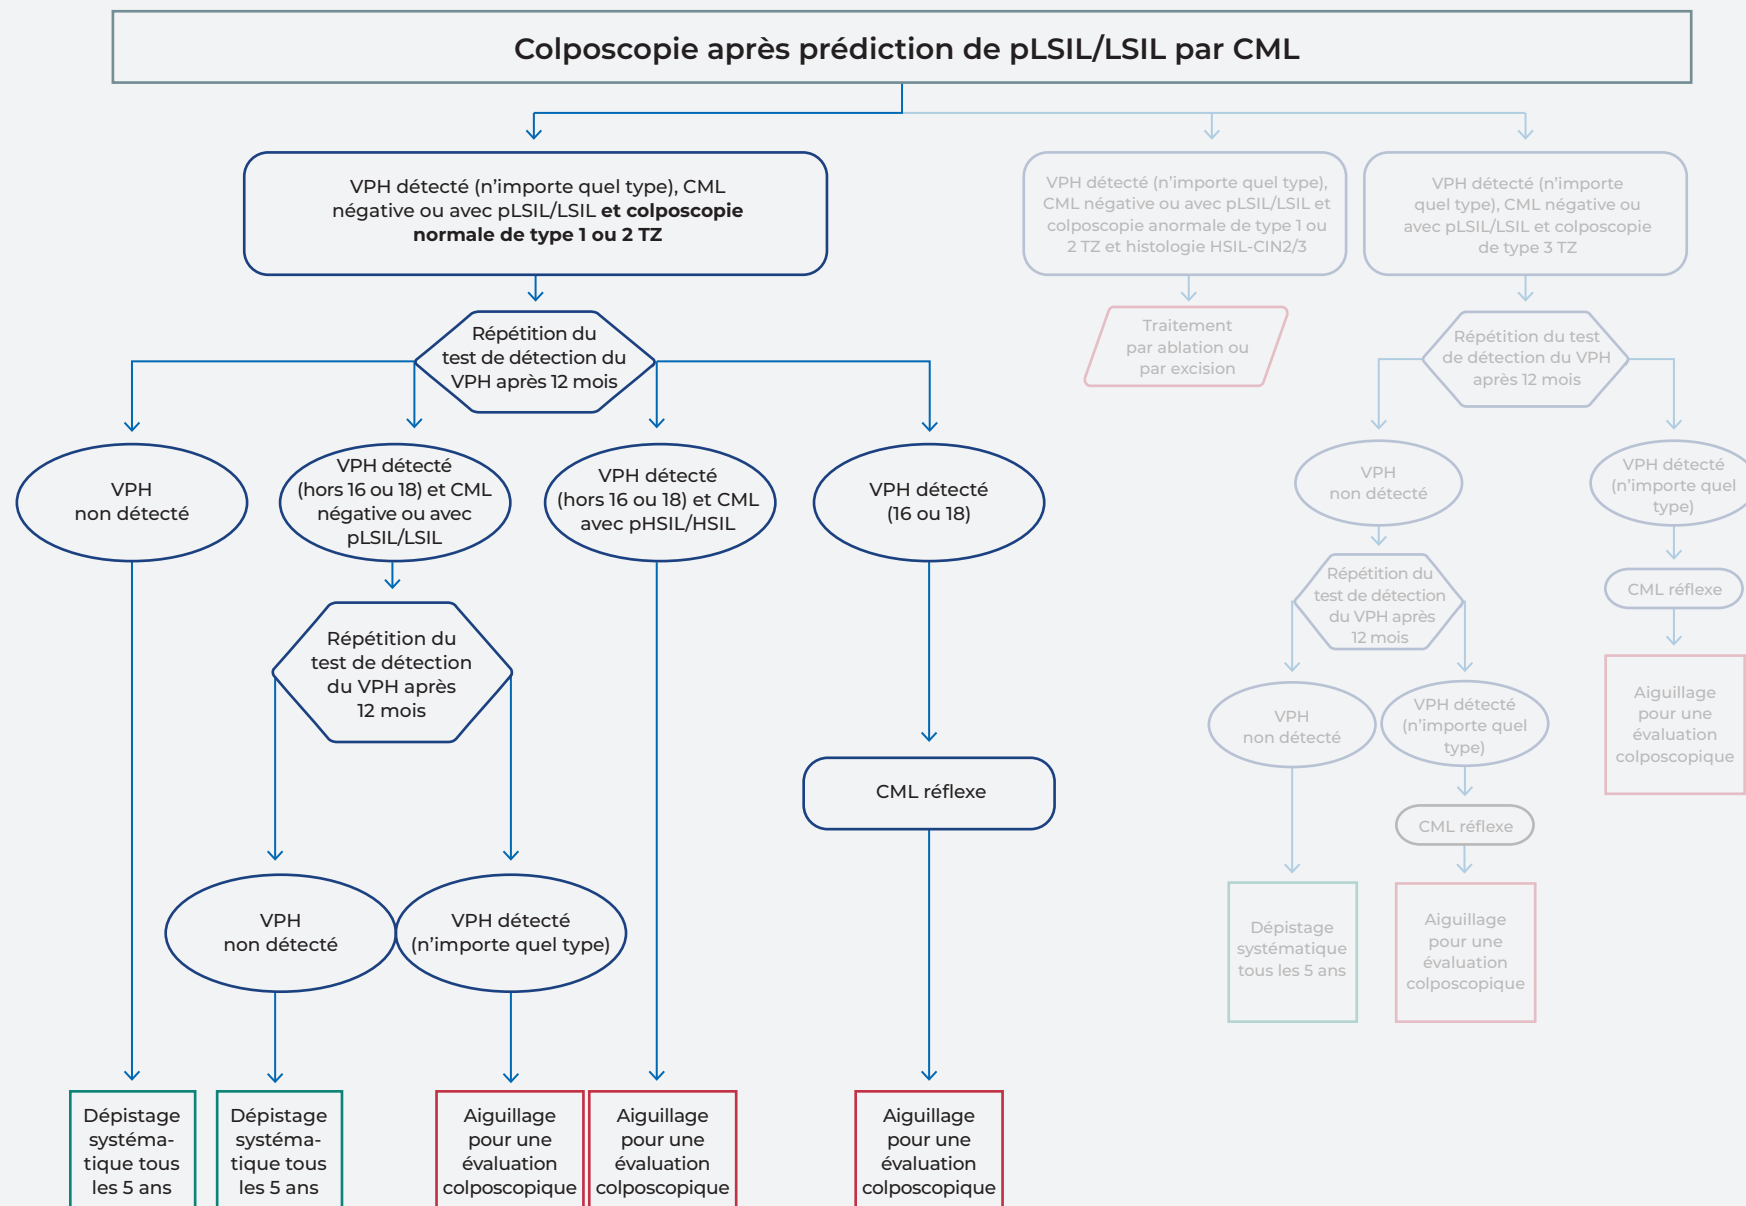 Colposcopie après prédiction de pLSIL/LSIL par CML
VPH détecté (n'importe quel type), CML
négative ou avec pLSIL/LSIL et colposcopie
normale de type 1 ou 2 TZ
VPH détecté (n'importe quel type),
CML négative ou avec pLSIL/LSIL et
colposcopie anormale de type 1 ou
2 TZ et histologie HSIL-CIN2/3
VPH détecté (n'importe
quel type), CML négative ou
avec pLSIL/LSIL et colposcopie
de type 3 TZ
Répétition du
test de détection du
VPH après 12 mois
Traitement
par ablation ou
par excision
Répétition du test
de détection du VPH
après 12 mois
VPH
non détecté
VPH détecté
(hors 16 ou 18) et CML
négative ou avec
pLSIL/LSIL
VPH détecté
(hors 16 ou 18) et CML
avec pHSIL/HSIL
VPH détecté
(16 ou 18)
VPH
non détecté
VPH détecté
(n'importe quel
type)
Répétition du
test de détection
du VPH après
12 mois
Répétition du
test de détection
du VPH après
12 mois
CML réflexe
VPH
non détecté
VPH détecté
(n'importe quel
type)
Aiguillage
pour une
évaluation
colposcopique
CML réflexe
CML réflexe
VPH
non détecté
VPH détecté
(n'importe quel type)
Dépistage
systématique
tous les 5 ans
Aiguillage
pour une
évaluation
colposcopique
Dépistage
systéma-
tique tous
les 5 ans
Dépistage
systéma-
tique tous
les 5 ans
Aiguillage
pour une
évaluation
colposcopique
Aiguillage
pour une
évaluation
colposcopique
Aiguillage
pour une
évaluation
colposcopique